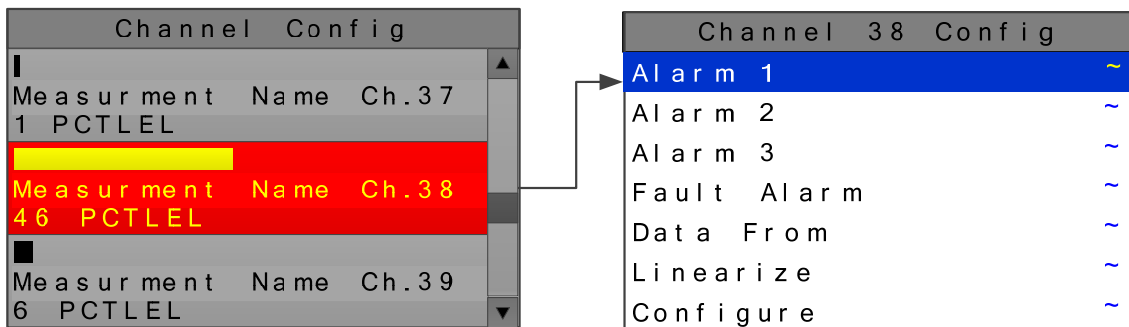 Channel Config
Measurment Name Ch.37
1 PCTLEL
Measurment Name Ch.38
46 PCTLEL
Measurment Name Ch.39
6 PCTLEL
Channel 38 Config
Alarm 1 ~
Alarm 2 ~
Alarm 3 ~
Fault Alarm ~
Data From ~
Linearize ~
Configure ~